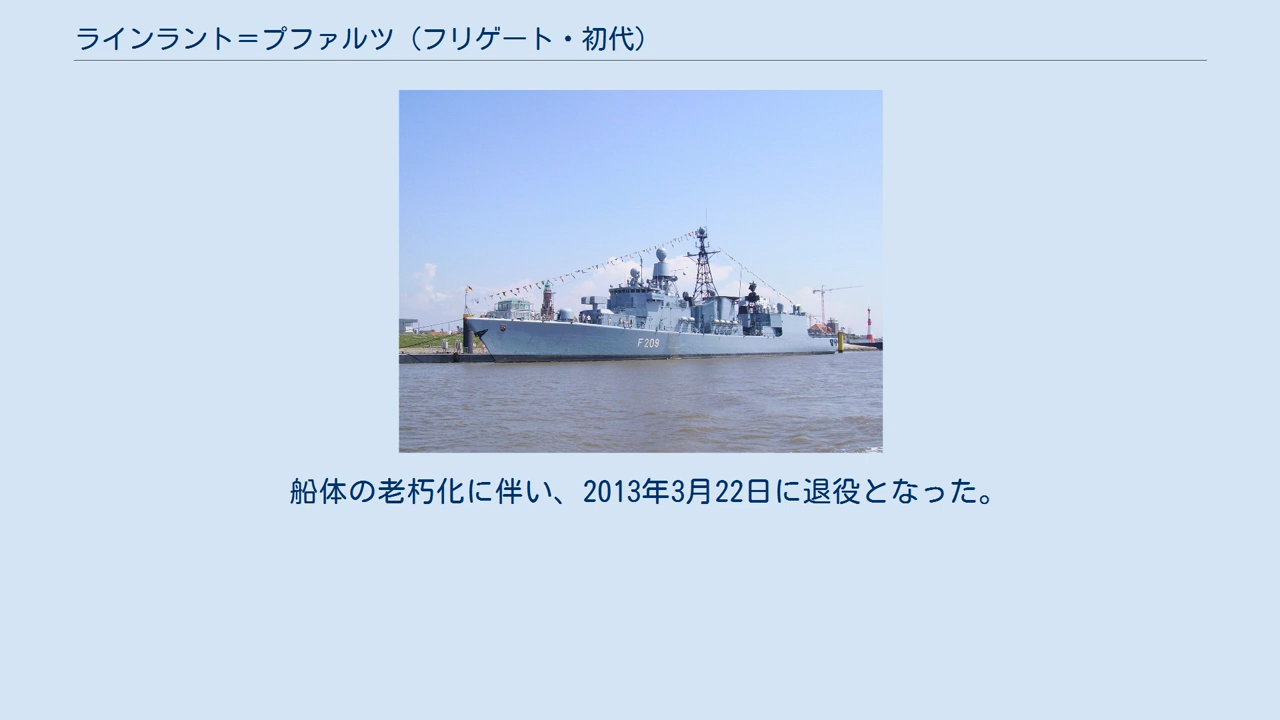 ラインラント＝プファルツ（フリゲート・初代）
F209
船体の老朽化に伴い、2013年3月22日に退役となった。